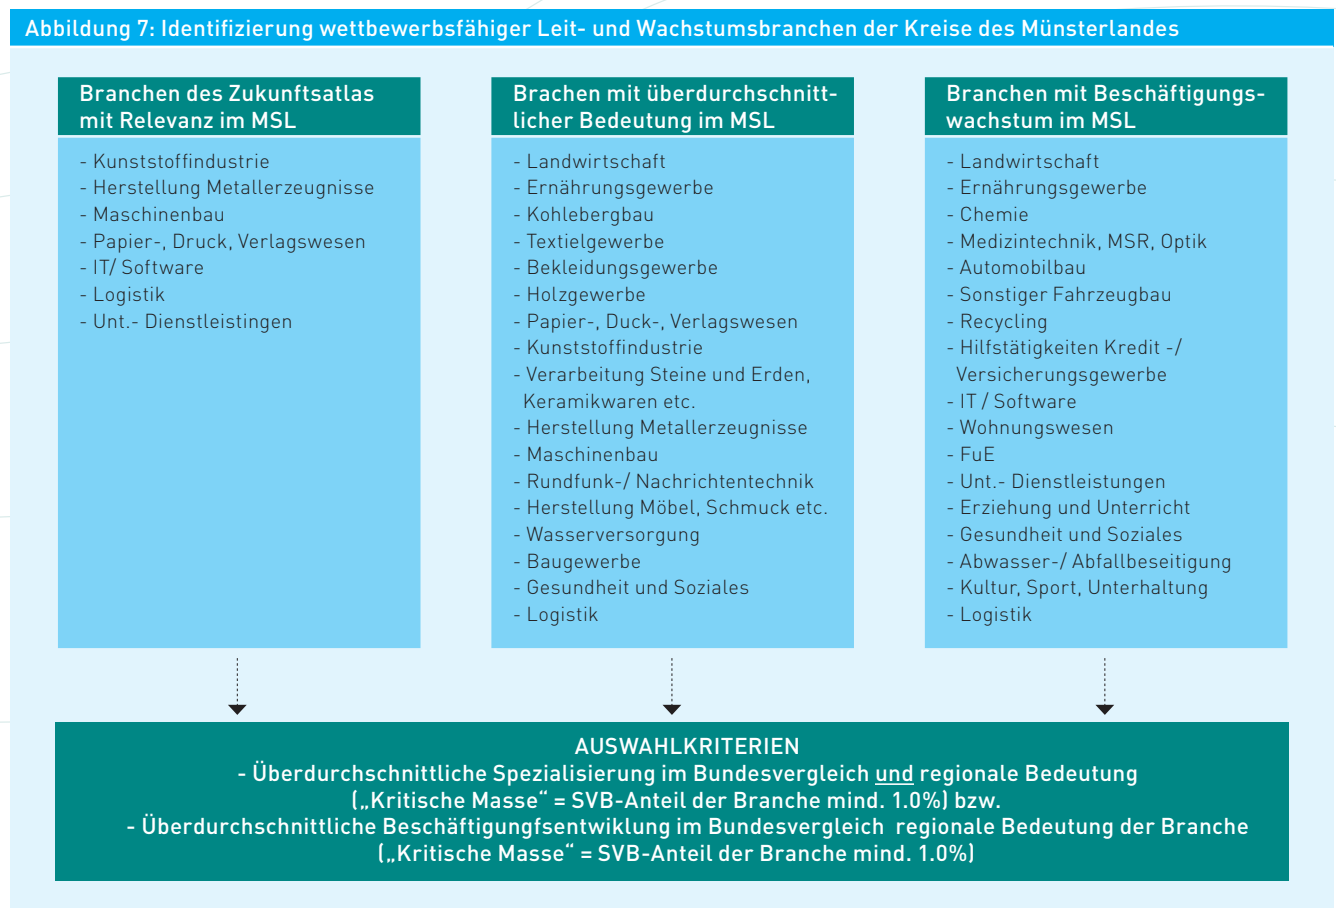 Abbildung 7: Identifizierung wettbewerbsfähiger Leit- und Wachstumsbranchen der Kreise des Münsterlandes
Branchen des Zukunftsatlas
mit Relevanz im MSL
- Kunststoffindustrie
- Herstellung Metallerzeugnisse
- Maschinenbau
- Papier-, Druck, Verlagswesen
- IT/ Software
- Logistik
- Unt.- Dienstleistingen
Brachen mit überdurchschnitt-
licher Bedeutung im MSL
- Landwirtschaft
- Ernährungsgewerbe
- Kohlebergbau
- Textielgewerbe
- Bekleidungsgewerbe
- Holzgewerbe
- Papier-, Duck-, Verlagswesen
- Kunststoffindustrie
- Verarbeitung Steine und Erden,
Keramikwaren etc.
- Herstellung Metallerzeugnisse
- Maschinenbau
- Rundfunk-/ Nachrichtentechnik
- Herstellung Möbel, Schmuck etc.
- Wasserversorgung
- Baugewerbe
- Gesundheit und Soziales
- Logistik
Branchen mit Beschäftigungs-
wachstum im MSL
- Landwirtschaft
- Ernährungsgewerbe
- Chemie
- Medizintechnik, MSR, Optik
- Automobilbau
- Sonstiger Fahrzeugbau
- Recycling
- Hilfstätigkeiten Kredit -/
Versicherungsgewerbe
- IT / Software
- Wohnungswesen
- FuE
- Unt.- Dienstleistungen
- Erziehung und Unterricht
- Gesundheit und Soziales
- Abwasser-/ Abfallbeseitigung
- Kultur, Sport, Unterhaltung
- Logistik
AUSWAHLKRITERIEN
- Überdurchschnittliche Spezialisierung im Bundesvergleich und regionale Bedeutung
(„Kritische Masse“ = SVB-Anteil der Branche mind. 1.0%) bzw.
- Überdurchschnittliche Beschäftigungfsentwiklung im Bundesvergleich  regionale Bedeutung der Branche
(„Kritische Masse“ = SVB-Anteil der Branche mind. 1.0%)